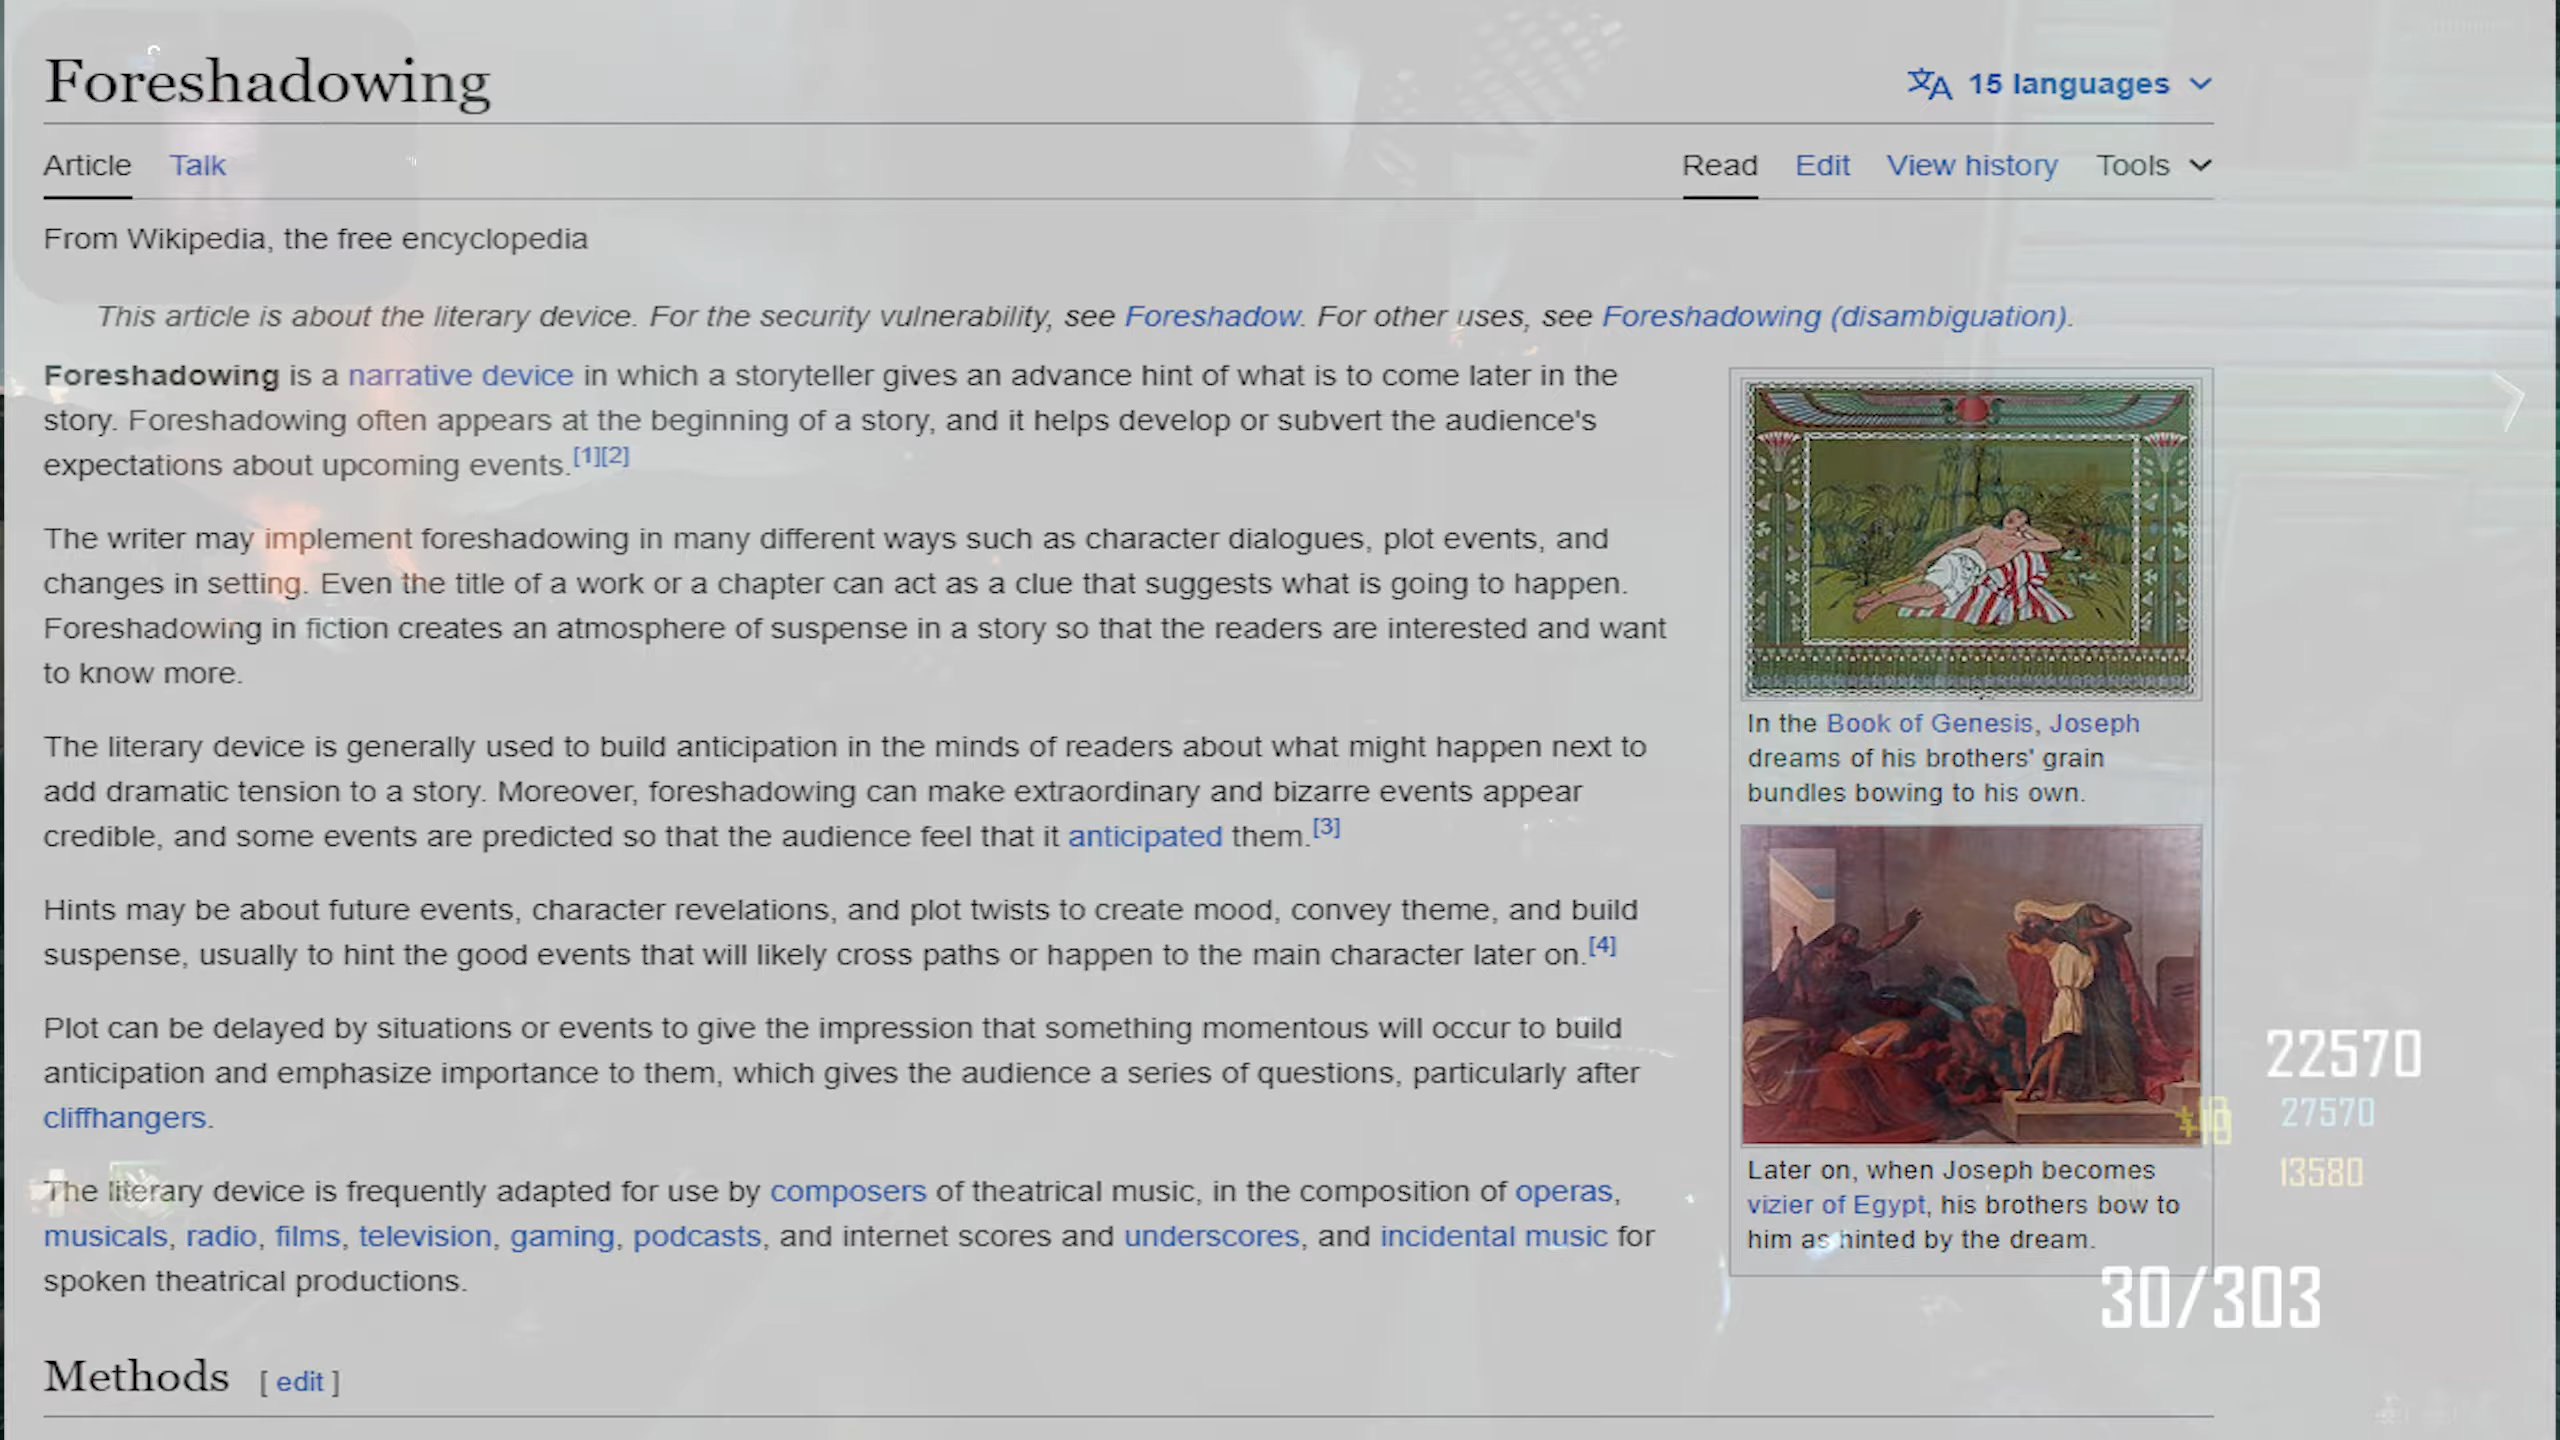 Foreshadowing
15 languages
Article Talk
Read Edit View history Tools
From Wikipedia, the free encyclopedia
This article is about the literary device. For the security vulnerability, see Foreshadow. For other uses, see Foreshadowing (disambiguation).
Foreshadowing is a narrative device in which a storyteller gives an advance hint of what is to come later in the
story. Foreshadowing often appears at the beginning of a story, and it helps develop or subvert the audience's
expectations about upcoming events.[1][2]
The writer may implement foreshadowing in many different ways such as character dialogues, plot events, and
changes in setting. Even the title of a work or a chapter can act as a clue that suggests what is going to happen.
Foreshadowing in fiction creates an atmosphere of suspense in a story so that the readers are interested and want
to know more.
The literary device is generally used to build anticipation in the minds of readers about what might happen next to
add dramatic tension to a story. Moreover, foreshadowing can make extraordinary and bizarre events appear
credible, and some events are predicted so that the audience feel that it anticipated them.[3]
Hints may be about future events, character revelations, and plot twists to create mood, convey theme, and build
suspense, usually to hint the good events that will likely cross paths or happen to the main character later on.[4]
Plot can be delayed by situations or events to give the impression that something momentous will occur to build
anticipation and emphasize importance to them, which gives the audience a series of questions, particularly after
cliffhangers.
The literary device is frequently adapted for use by composers of theatrical music, in the composition of operas,
musicals, radio, films, television, gaming, podcasts, and internet scores and underscores, and incidental music for
spoken theatrical productions.
Methods [ edit ]
In the Book of Genesis, Joseph
dreams of his brothers' grain
bundles bowing to his own.
Later on, when Joseph becomes
vizier of Egypt, his brothers bow to
him as hinted by the dream.
22570
27570
13580
30/303